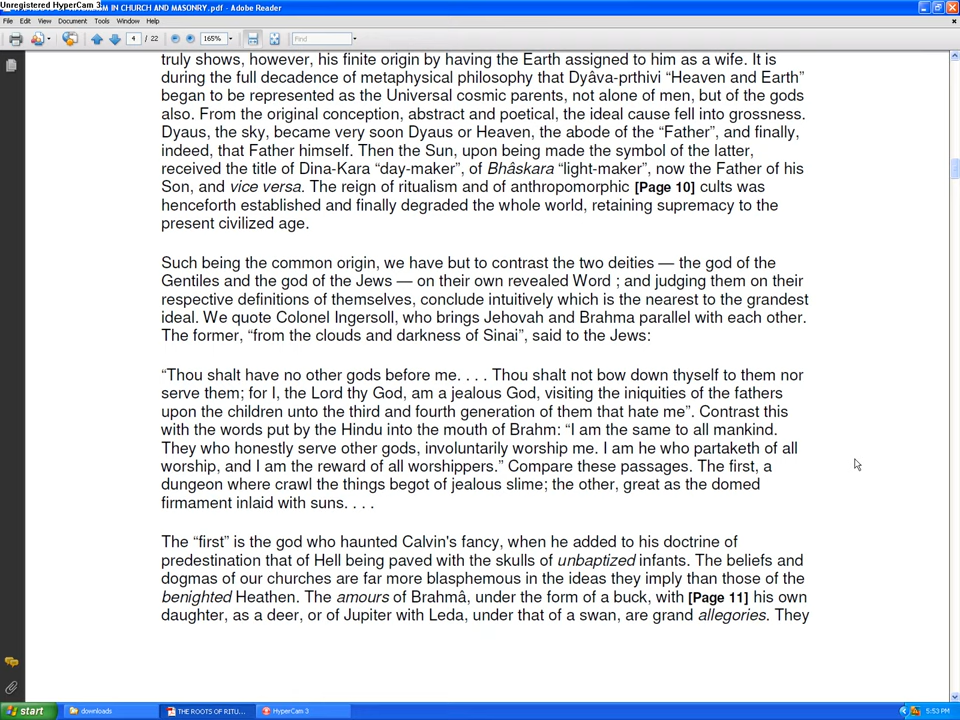 Unregistered HyperCam 3
M IN CHURCH AND MASONRY.pdf - Adobe Reader
File Edit View Document Tools Window Help
4 / 22 165% Find
truly shows, however, his finite origin by having the Earth assigned to him as a wife. It is
during the full decadence of metaphysical philosophy that Dyâva-prthivi “Heaven and Earth”
began to be represented as the Universal cosmic parents, not alone of men, but of the gods
also. From the original conception, abstract and poetical, the ideal cause fell into grossness.
Dyaus, the sky, became very soon Dyaus or Heaven, the abode of the “Father”, and finally,
indeed, that Father himself. Then the Sun, upon being made the symbol of the latter,
received the title of Dina-Kara “day-maker”, of Bhâskara “light-maker”, now the Father of his
Son, and vice versa. The reign of ritualism and of anthropomorphic [Page 10] cults was
henceforth established and finally degraded the whole world, retaining supremacy to the
present civilized age.
Such being the common origin, we have but to contrast the two deities — the god of the
Gentiles and the god of the Jews — on their own revealed Word ; and judging them on their
respective definitions of themselves, conclude intuitively which is the nearest to the grandest
ideal. We quote Colonel Ingersoll, who brings Jehovah and Brahma parallel with each other.
The former, “from the clouds and darkness of Sinai”, said to the Jews:
“Thou shalt have no other gods before me. . . . Thou shalt not bow down thyself to them nor
serve them; for I, the Lord thy God, am a jealous God, visiting the iniquities of the fathers
upon the children unto the third and fourth generation of them that hate me”. Contrast this
with the words put by the Hindu into the mouth of Brahm: “I am the same to all mankind.
They who honestly serve other gods, involuntarily worship me. I am he who partaketh of all
worship, and I am the reward of all worshippers.” Compare these passages. The first, a
dungeon where crawl the things begot of jealous slime; the other, great as the domed
firmament inlaid with suns. . . .
The “first” is the god who haunted Calvin's fancy, when he added to his doctrine of
predestination that of Hell being paved with the skulls of unbaptized infants. The beliefs and
dogmas of our churches are far more blasphemous in the ideas they imply than those of the
benighted Heathen. The amours of Brahmâ, under the form of a buck, with [Page 11] his own
daughter, as a deer, or of Jupiter with Leda, under that of a swan, are grand allegories. They
start downloads THE ROOTS OF RITU... HyperCam 3 5:53 PM